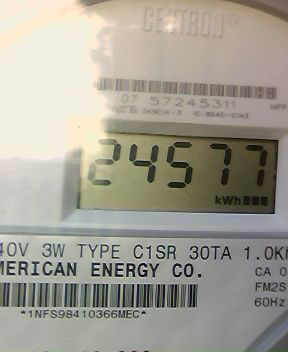 CENTRON®
07 57245311
24577
kWh
40V 3W TYPE C1SR 30TA 1.0K
MERICAN ENERGY CO.
CA 0
FM2S
60Hz
*1NFS98410366MEC*